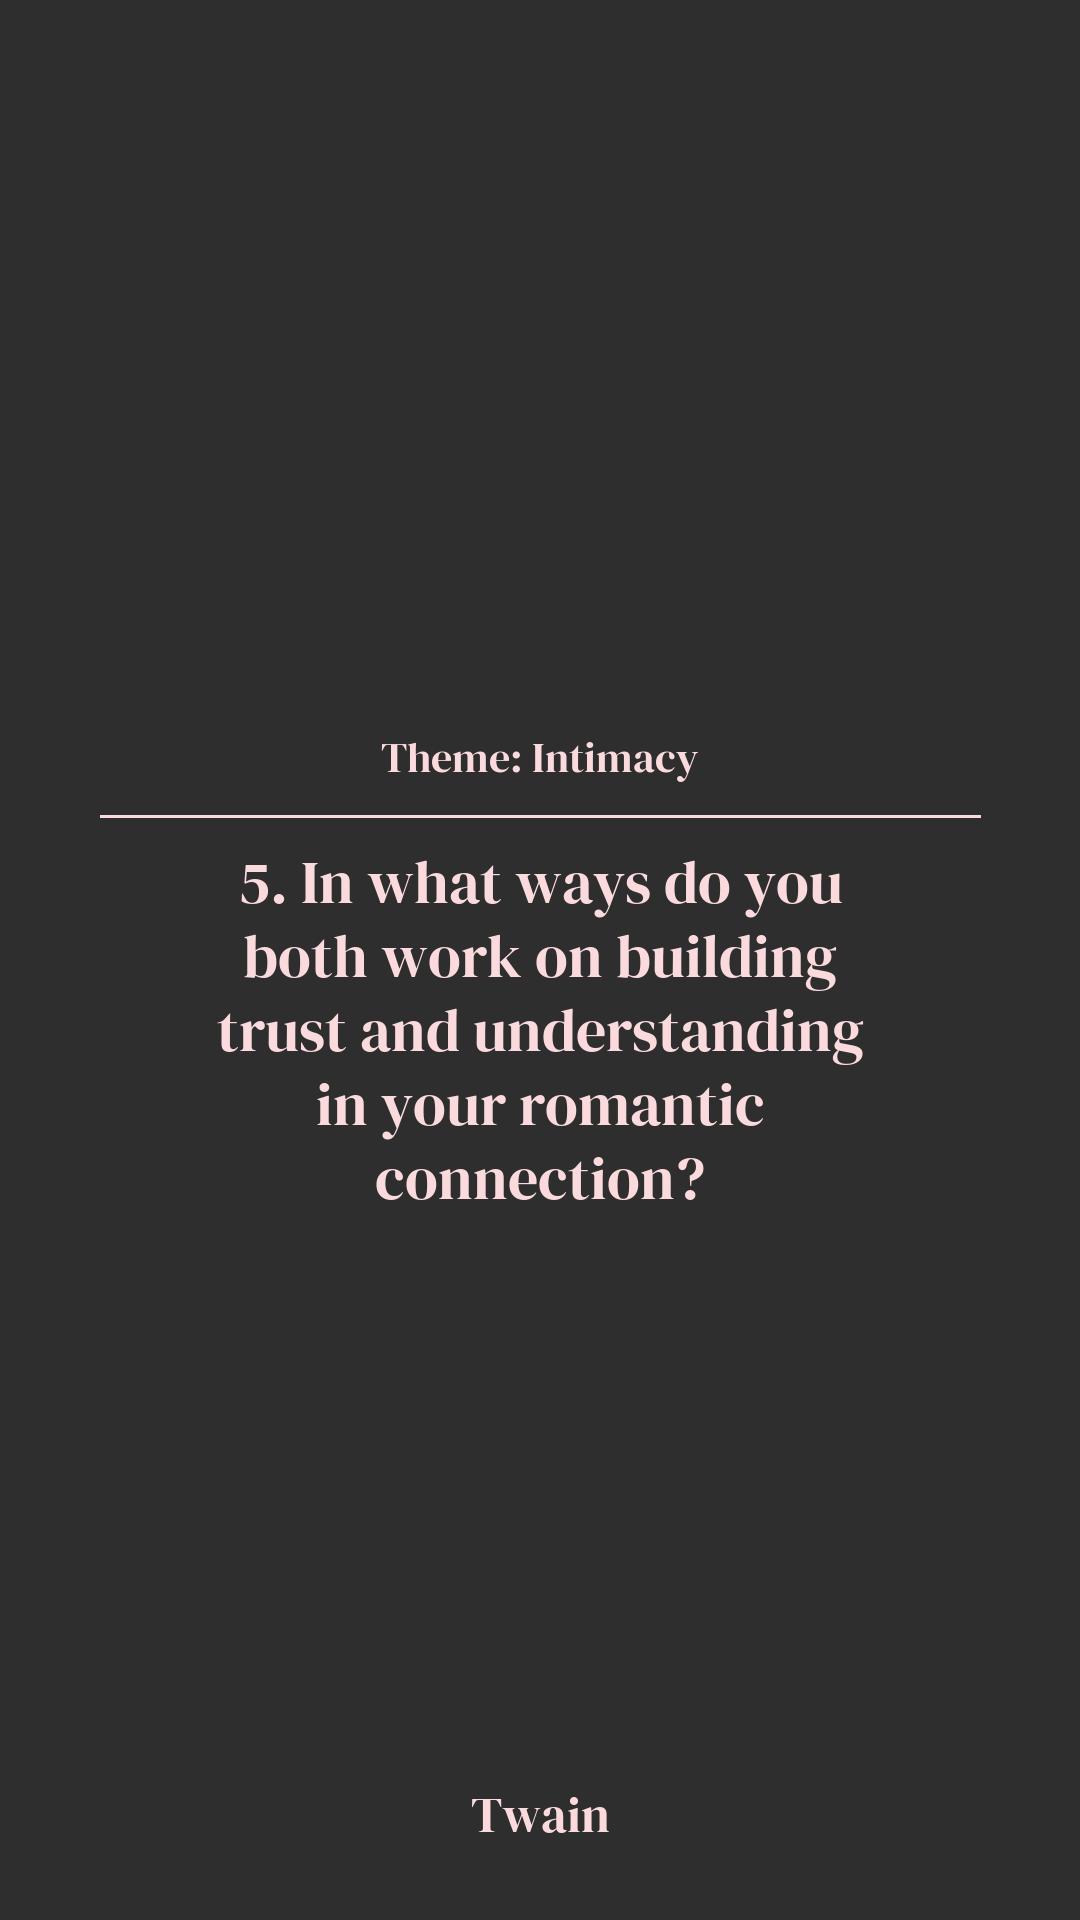 Theme: Intimacy
5. In what ways do you
both work on building
trust and understanding
in your romantic
connection?
Twain